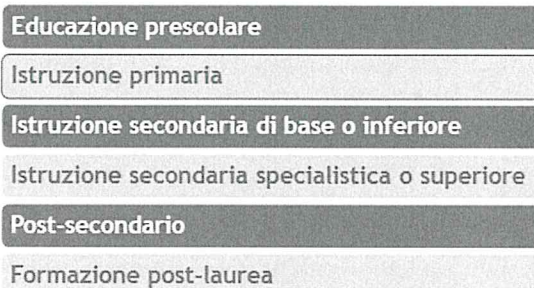 Educazione prescolare
Istruzione primaria
Istruzione secondaria di base o inferiore
Istruzione secondaria specialistica o superiore
Post-secondario
Formazione post-laurea